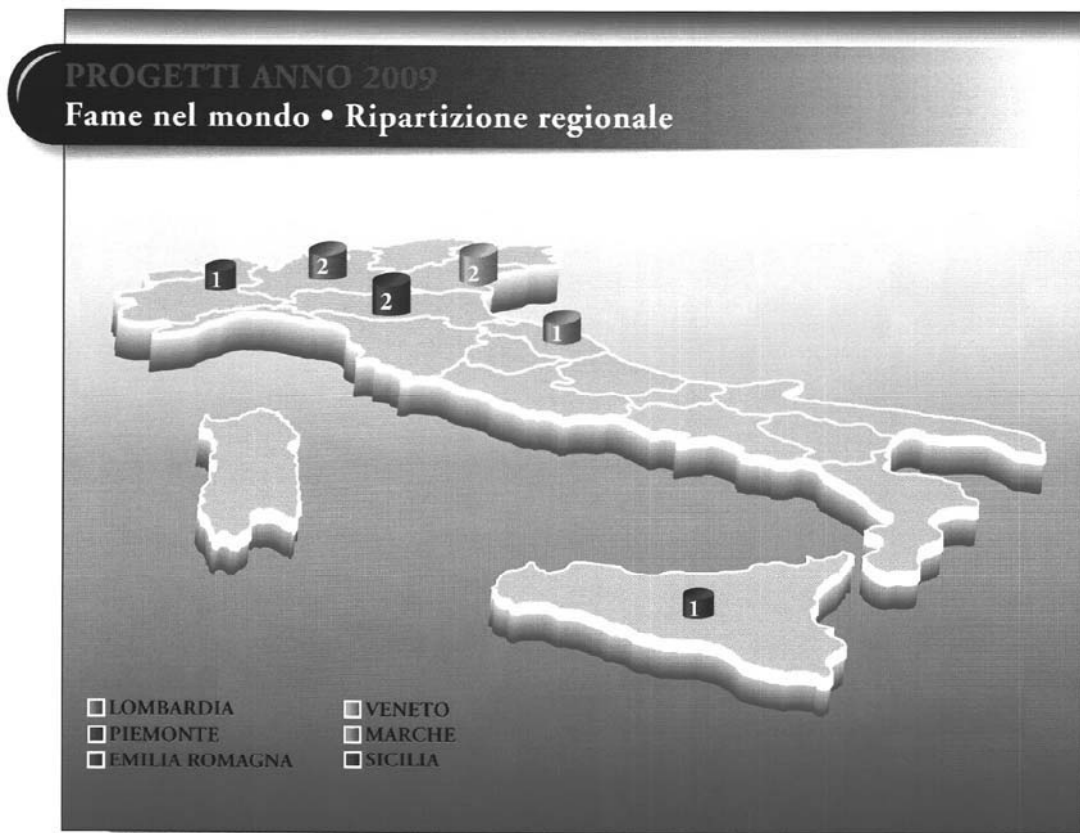 PROGETTI ANNO 2009
Fame nel mondo • Ripartizione regionale
1
2
2
2
1
1
LOMBARDIA
PIEMONTE
EMILIA ROMAGNA
VENETO
MARCHE
SICILIA